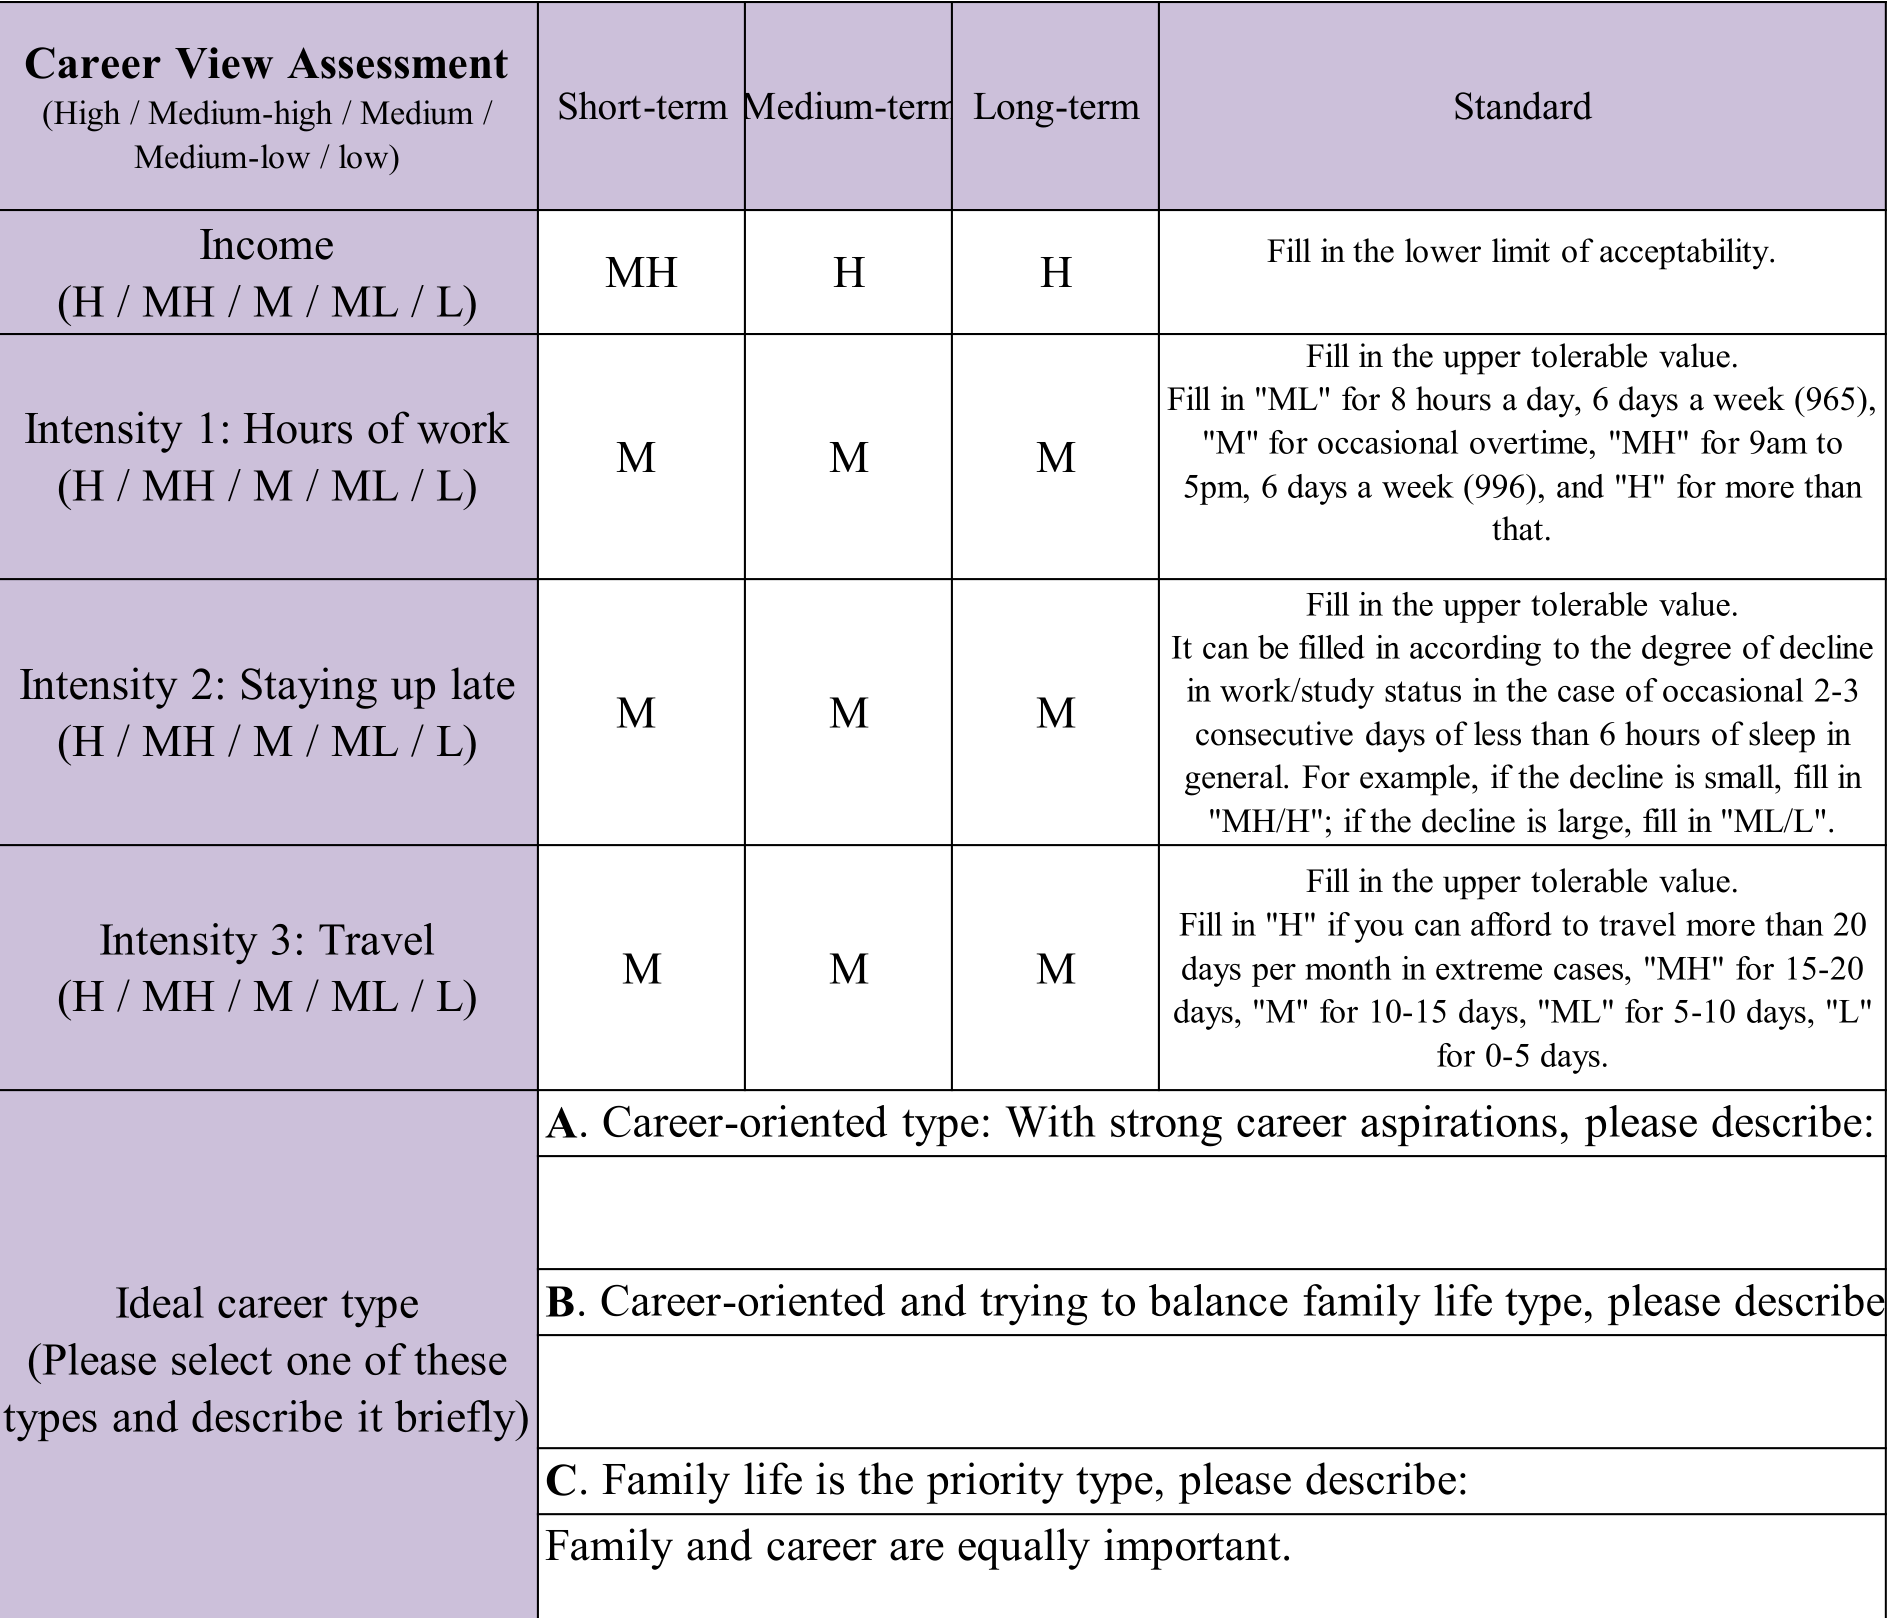 Career View Assessment
(High / Medium-high / Medium /
Medium-low / low)
Short-term
Medium-term
Long-term
Standard
Income
(H / MH / M / ML / L)
MH
H
H
Fill in the lower limit of acceptability.
Intensity 1: Hours of work
(H / MH / M / ML / L)
M
M
M
Fill in the upper tolerable value.
Fill in "ML" for 8 hours a day, 6 days a week (965),
"M" for occasional overtime, "MH" for 9am to
5pm, 6 days a week (996), and "H" for more than
that.
Intensity 2: Staying up late
(H / MH / M / ML / L)
M
M
M
Fill in the upper tolerable value.
It can be filled in according to the degree of decline
in work/study status in the case of occasional 2-3
consecutive days of less than 6 hours of sleep in
general. For example, if the decline is small, fill in
"MH/H"; if the decline is large, fill in "ML/L".
Intensity 3: Travel
(H / MH / M / ML / L)
M
M
M
Fill in the upper tolerable value.
Fill in "H" if you can afford to travel more than 20
days per month in extreme cases, "MH" for 15-20
days, "M" for 10-15 days, "ML" for 5-10 days, "L"
for 0-5 days.
Ideal career type
(Please select one of these
types and describe it briefly)
A. Career-oriented type: With strong career aspirations, please describe:
B. Career-oriented and trying to balance family life type, please describe
C. Family life is the priority type, please describe:
Family and career are equally important.